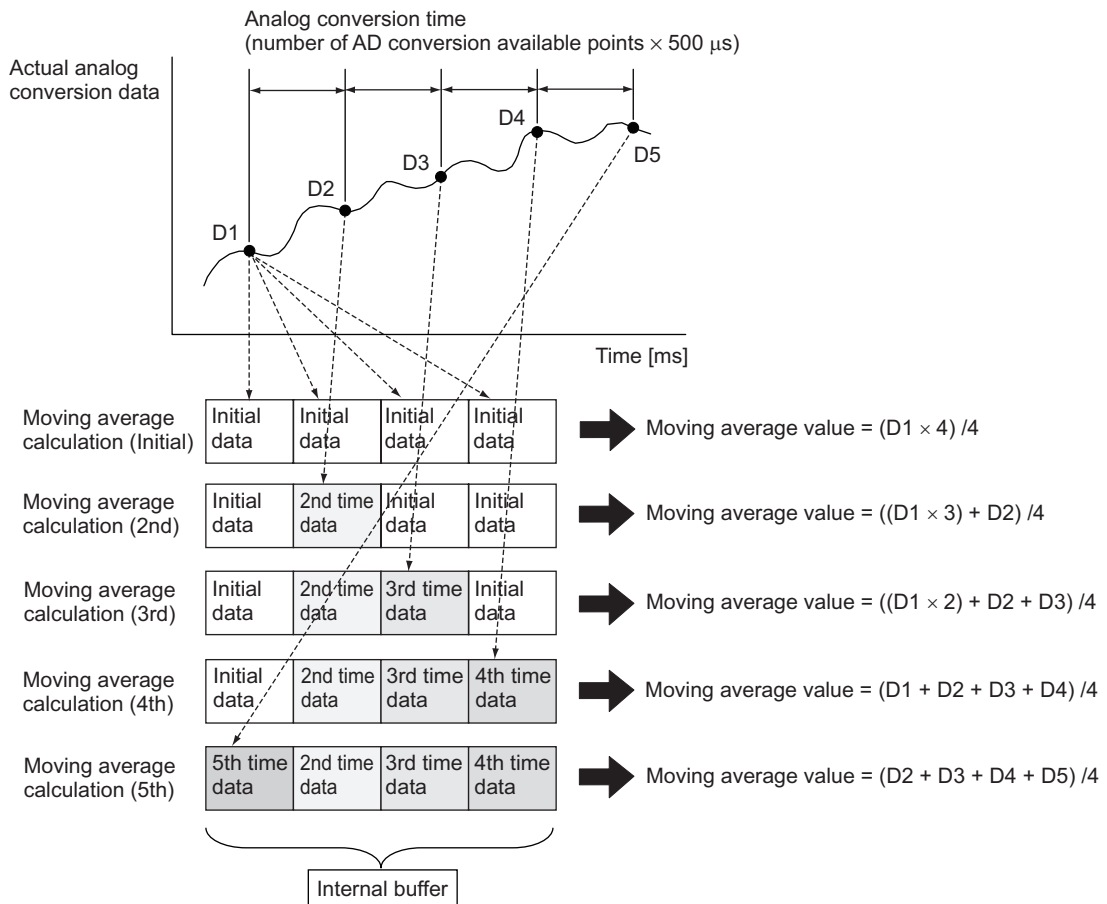 Analog conversion time
(number of AD conversion available points × 500 μs)
Actual analog
conversion data
D1
D2
D3
D4
D5
Time [ms]
Moving average
calculation (Initial)
Initial
data
Initial
data
Initial
data
Initial
data
Moving average value = (D1 × 4) /4
Moving average
calculation (2nd)
Initial
data
2nd time
data
Initial
data
Initial
data
Moving average value = ((D1 × 3) + D2) /4
Moving average
calculation (3rd)
Initial
data
2nd time
data
3rd time
data
Initial
data
Moving average value = ((D1 × 2) + D2 + D3) /4
Moving average
calculation (4th)
Initial
data
2nd time
data
3rd time
data
4th time
data
Moving average value = (D1 + D2 + D3 + D4) /4
Moving average
calculation (5th)
5th time
data
2nd time
data
3rd time
data
4th time
data
Moving average value = (D2 + D3 + D4 + D5) /4
Internal buffer